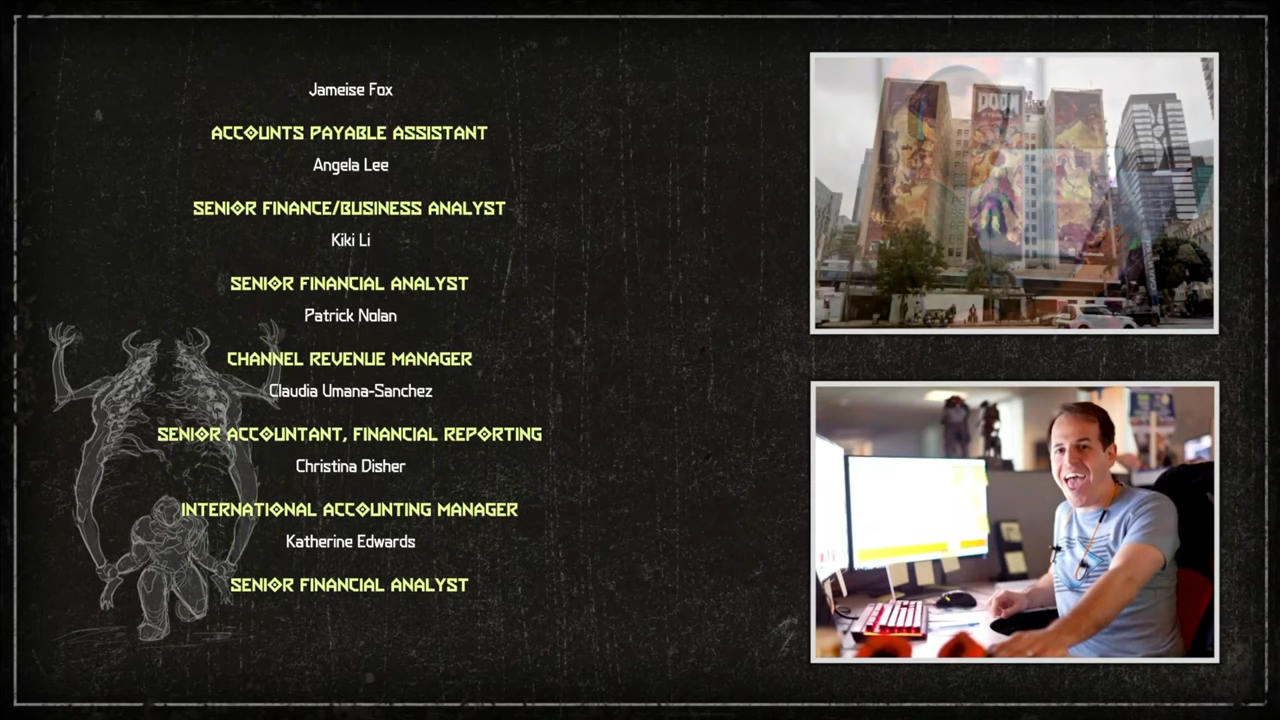 Jameise Fox
ACCOUNTS PAYABLE ASSISTANT
Angela Lee
SENIOR FINANCE/BUSINESS ANALYST
Kiki Li
SENIOR FINANCIAL ANALYST
Patrick Nolan
CHANNEL REVENUE MANAGER
Claudia Umana-Sanchez
SENIOR ACCOUNTANT, FINANCIAL REPORTING
Christina Disher
INTERNATIONAL ACCOUNTING MANAGER
Katherine Edwards
SENIOR FINANCIAL ANALYST
DOOM